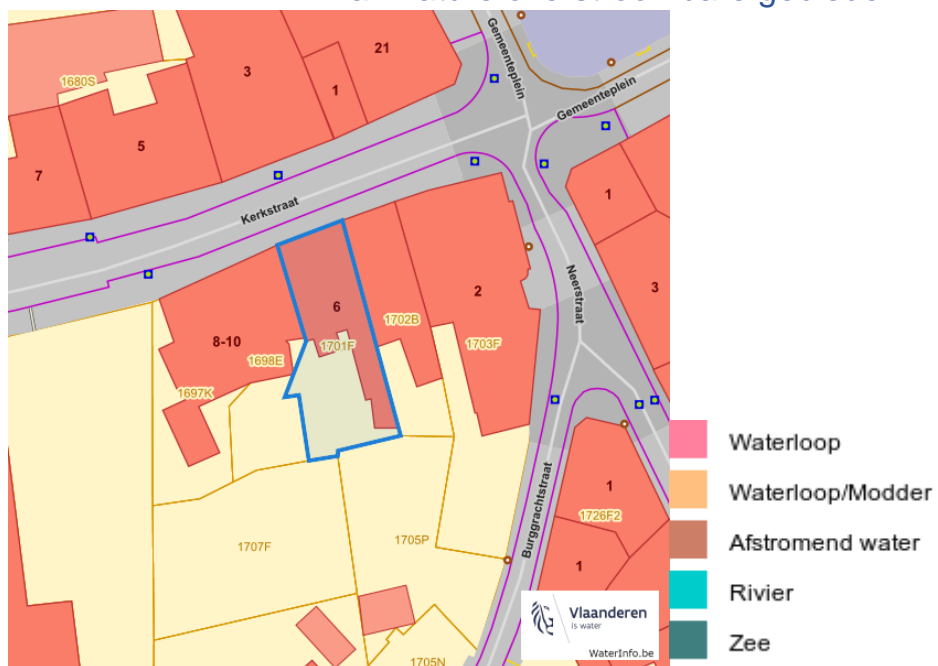 1680S
3
21
1
5
7
Gemeenteplein
Gemeenteplein
Kerkstraat
1
3
Neerstraat
6
2
8-10
1702B
1701F
1703F
1698E
1697K
Burggrachtstraat
1
1726F2
1
1
1707F
1705P
1705N
Vlaanderen
is water
WaterInfo.be
Waterloop
Waterloop/Modder
Afstromend water
Rivier
Zee